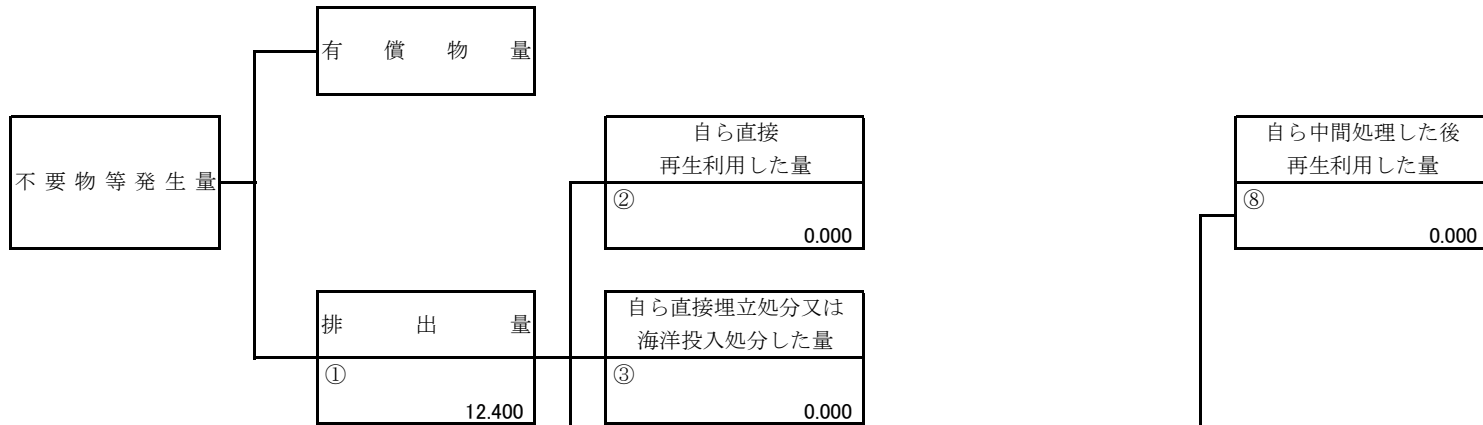 有償物量
不要物等発生量
自ら直接
再生利用した量
②
0.000
自ら中間処理した後
再生利用した量
⑧
0.000
排出量
①
12.400
自ら直接埋立処分又は
海洋投入処分した量
③
0.000